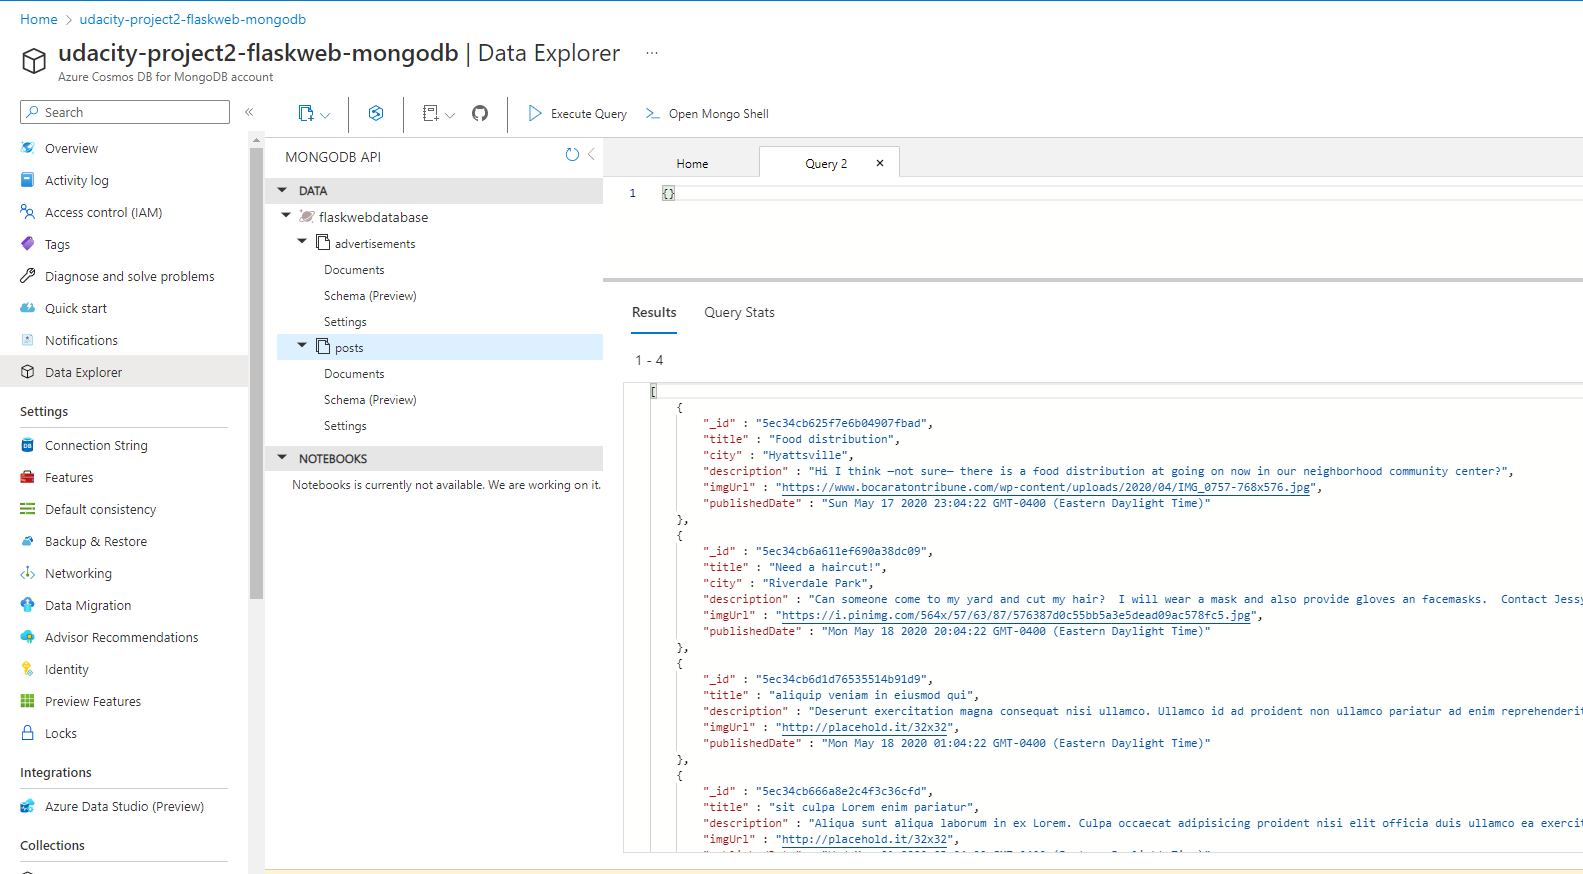 Home > udacity-project2-flaskweb-mongodb
udacity-project2-flaskweb-mongodb | Data Explorer ...
Azure Cosmos DB for MongoDB account
Search
«
Execute Query
Open Mongo Shell
Overview
Activity log
Access control (IAM)
Tags
Diagnose and solve problems
Quick start
Notifications
Data Explorer
Settings
Connection String
Features
Default consistency
Backup & Restore
Networking
Data Migration
Advisor Recommendations
Identity
Preview Features
Locks
Integrations
Azure Data Studio (Preview)
Collections
MONGODB API
DATA
flaskwebdatabase
advertisements
Documents
Schema (Preview)
Settings
posts
Documents
Schema (Preview)
Settings
NOTEBOOKS
Notebooks is currently not available. We are working on it.
Home
Query 2
1 {}
Results
Query Stats
1 - 4
[
{
"_id" : "5ec34cb625f7e6b04907fbad",
"title" : "Food distribution",
"city" : "Hyattsville",
"description" : "Hi I think —not sure— there is a food distribution at going on now in our neighborhood community center?",
"imgUrl" : "https://www.bocaratontribune.com/wp-content/uploads/2020/04/IMG_0757-768x576.jpg",
"publishedDate" : "Sun May 17 2020 23:04:22 GMT-0400 (Eastern Daylight Time)"
},
{
"_id" : "5ec34cb6a611ef690a38dc09",
"title" : "Need a haircut!",
"city" : "Riverdale Park",
"description" : "Can someone come to my yard and cut my hair?  I will wear a mask and also provide gloves an facemasks.  Contact Jessy
"imgUrl" : "https://i.pinimg.com/564x/57/63/87/576387d0c55bb5a3e5dead09ac578fc5.jpg",
"publishedDate" : "Mon May 18 2020 20:04:22 GMT-0400 (Eastern Daylight Time)"
},
{
"_id" : "5ec34cb6d1d76535514b91d9",
"title" : "aliquip veniam in eiusmod qui",
"description" : "Deserunt exercitation magna consequat nisi ullamco. Ullamco id ad proident non ullamco pariatur ad enim reprehenderit
"imgUrl" : "http://placehold.it/32x32",
"publishedDate" : "Mon May 18 2020 01:04:22 GMT-0400 (Eastern Daylight Time)"
},
{
"_id" : "5ec34cb666a8e2c4f3c36cfd",
"title" : "sit culpa Lorem enim pariatur",
"description" : "Aliqua sunt aliqua laborum in ex Lorem. Culpa occaecat adipisicing proident nisi elit officia duis ullamco ea exercit
"imgUrl" : "http://placehold.it/32x32",